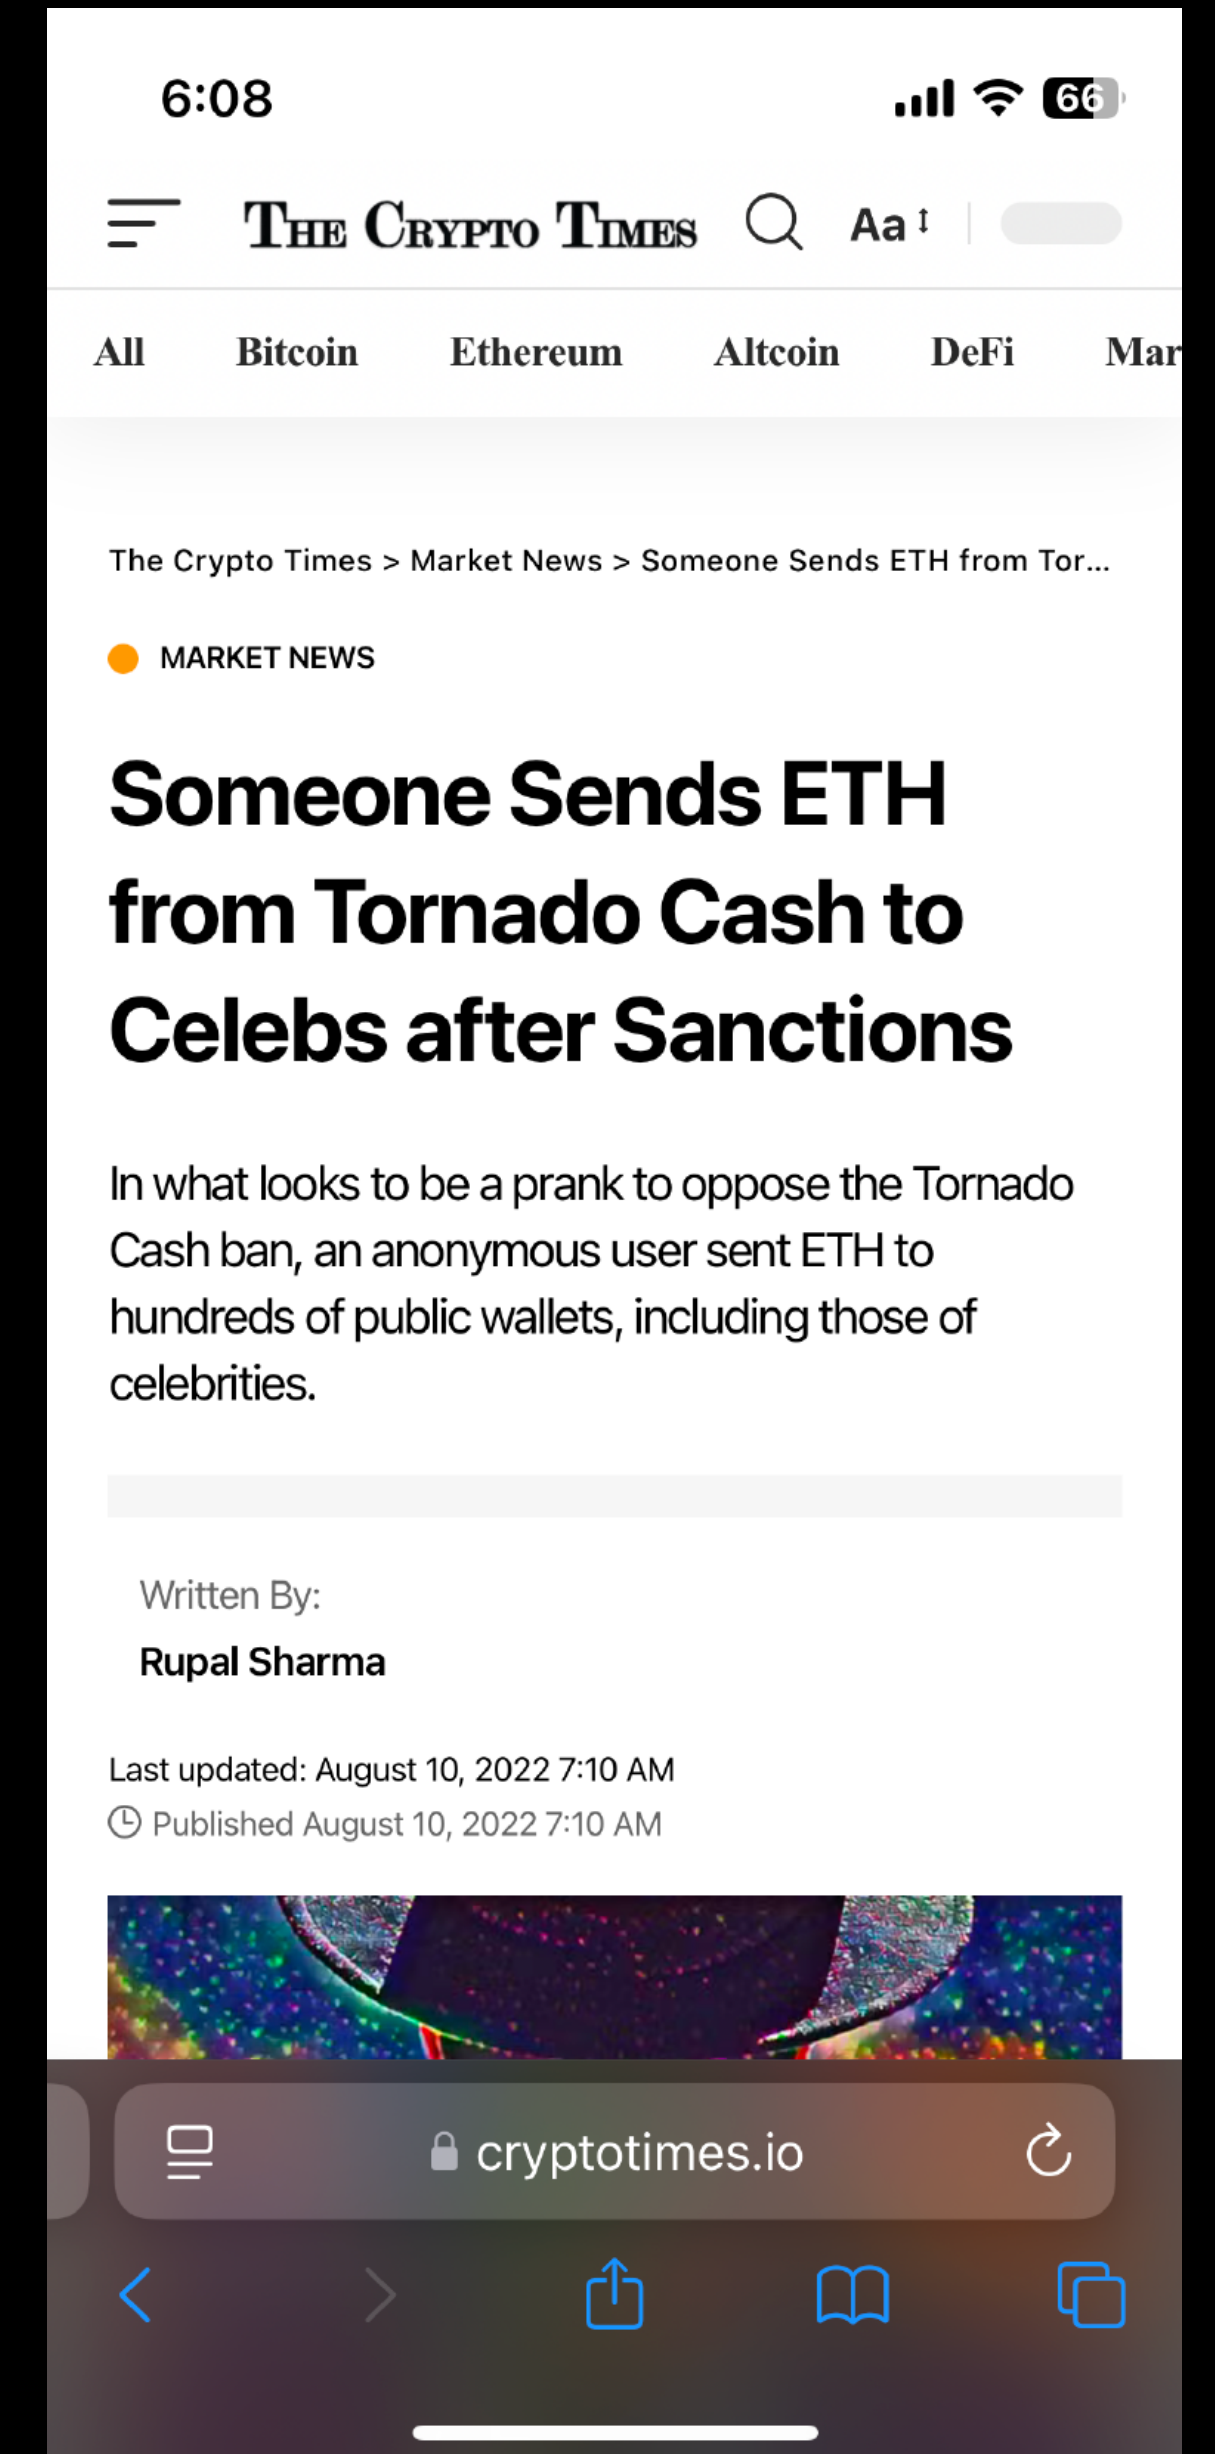 6:08
66
THE CRYPTO TIMES
Aa
All Bitcoin Ethereum Altcoin DeFi Mar
The Crypto Times > Market News > Someone Sends ETH from Tor...
MARKET NEWS
Someone Sends ETH
from Tornado Cash to
Celebs after Sanctions
In what looks to be a prank to oppose the Tornado
Cash ban, an anonymous user sent ETH to
hundreds of public wallets, including those of
celebrities.
Written By:
Rupal Sharma
Last updated: August 10, 2022 7:10 AM
Published August 10, 2022 7:10 AM
cryptotimes.io